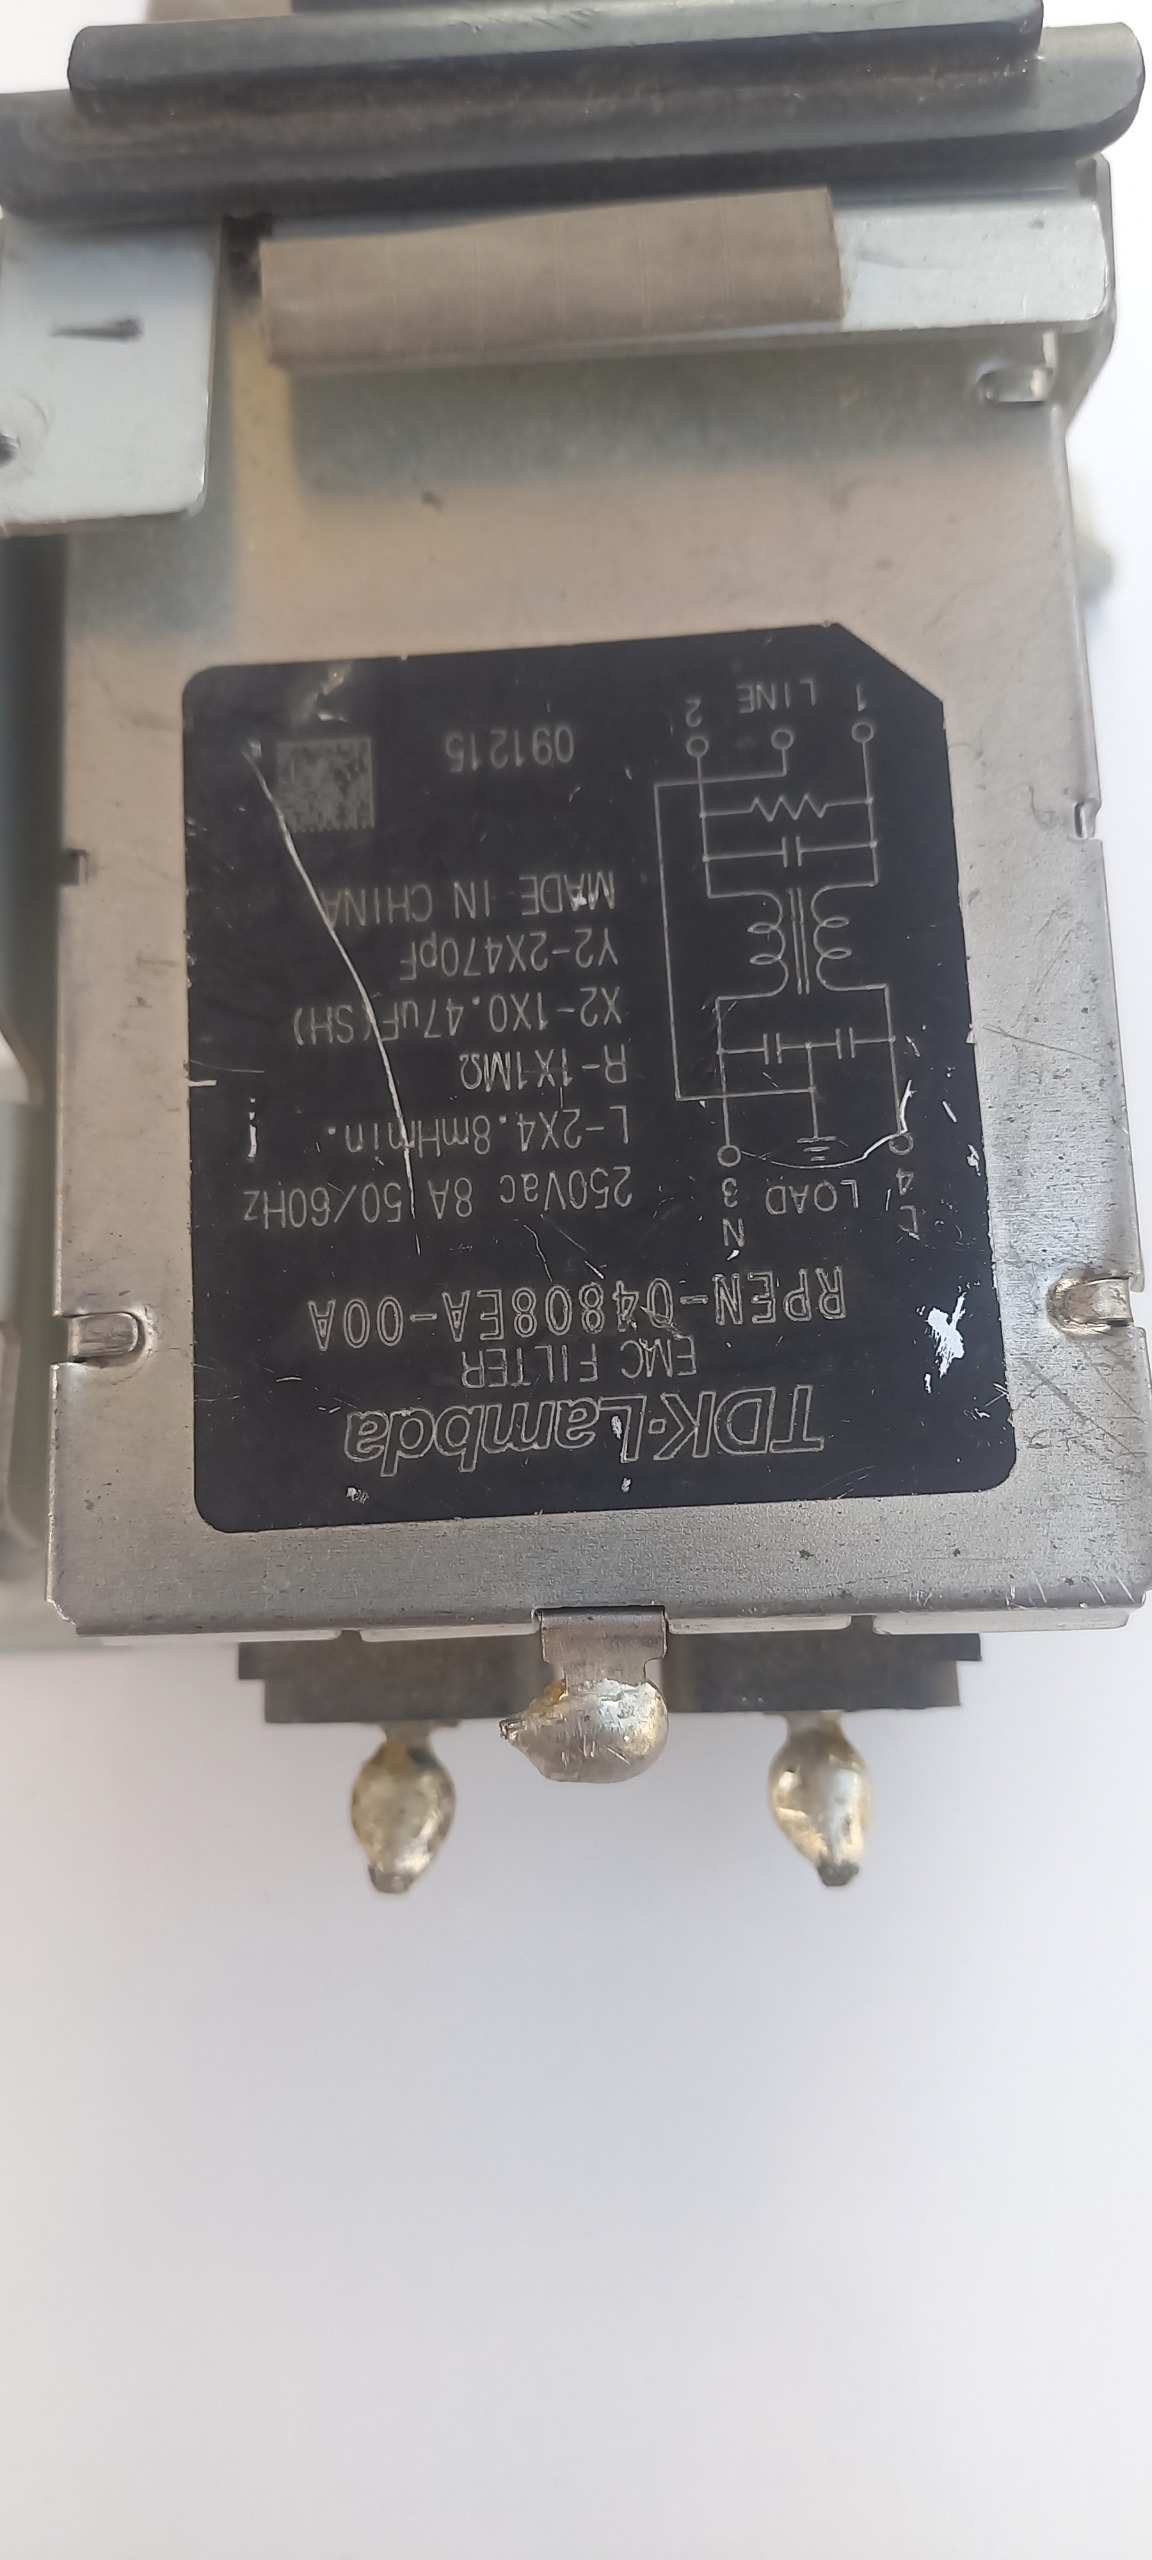 TDK·Lambda
EMC FILTER
RPEN-04808EA-00A
L N
4 LOAD 3
250Vac 8A 50/60Hz
L-2X4.8mHmin.
R-1X1MΩ
X2-1X0.47uF(SH)
Y2-2X470pF
MADE IN CHINA
091215
1 LINE 2